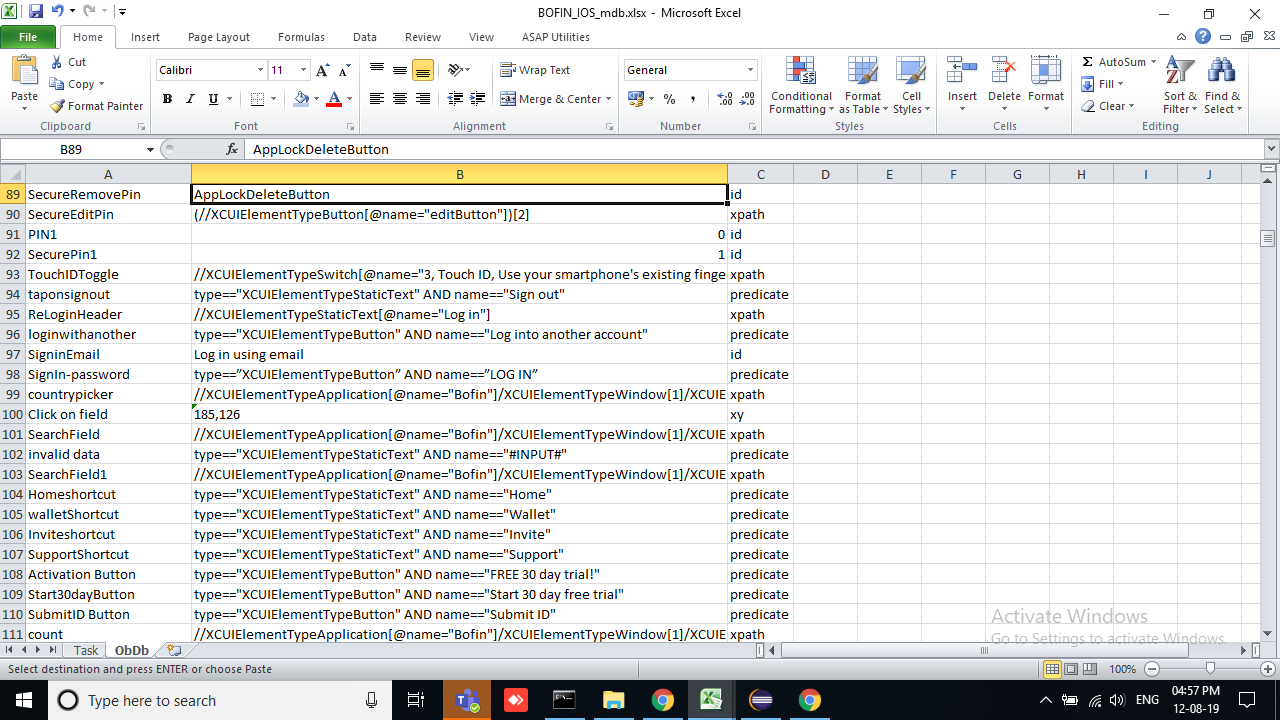 BOFIN_IOS_mdb.xlsx - Microsoft Excel
File Home Insert Page Layout Formulas Data Review View ASAP Utilities
Paste Cut Copy Format Painter Clipboard
Calibri 11 B I U Font
Wrap Text Merge & Center Alignment
General % , Number
Conditional Formatting Format as Table Cell Styles Styles
Insert Delete Format Cells
Σ AutoSum Fill Clear Sort & Filter Find & Select Editing
B89 fx AppLockDeleteButton
A B C D E F G H I J
89 SecureRemovePin AppLockDeleteButton id
90 SecureEditPin (//XCUIElementTypeButton[@name="editButton"])[2] xpath
91 PIN1 0 id
92 SecurePin1 1 id
93 TouchIDToggle //XCUIElementTypeSwitch[@name="3, Touch ID, Use your smartphone's existing finge xpath
94 taponsignout type=="XCUIElementTypeStaticText" AND name=="Sign out" predicate
95 ReLoginHeader //XCUIElementTypeStaticText[@name="Log in"] xpath
96 loginwithanother type=="XCUIElementTypeButton" AND name=="Log into another account" predicate
97 SigninEmail Log in using email id
98 SignIn-password type==”XCUIElementTypeButton” AND name==”LOG IN” predicate
99 countrypicker //XCUIElementTypeApplication[@name="Bofin"]/XCUIElementTypeWindow[1]/XCUIE xpath
100 Click on field 185,126 xy
101 SearchField //XCUIElementTypeApplication[@name="Bofin"]/XCUIElementTypeWindow[1]/XCUIE xpath
102 invalid data type=="XCUIElementTypeStaticText" AND name=="#INPUT#" predicate
103 SearchField1 //XCUIElementTypeApplication[@name="Bofin"]/XCUIElementTypeWindow[1]/XCUIE xpath
104 Homeshortcut type=="XCUIElementTypeStaticText" AND name=="Home" predicate
105 walletShortcut type=="XCUIElementTypeStaticText" AND name=="Wallet" predicate
106 Inviteshortcut type=="XCUIElementTypeStaticText" AND name=="Invite" predicate
107 SupportShortcut type=="XCUIElementTypeStaticText" AND name=="Support" predicate
108 Activation Button type=="XCUIElementTypeButton" AND name=="FREE 30 day trial!" predicate
109 Start30dayButton type=="XCUIElementTypeButton" AND name=="Start 30 day free trial" predicate
110 SubmitID Button type=="XCUIElementTypeButton" AND name=="Submit ID" predicate
111 count //XCUIElementTypeApplication[@name="Bofin"]/XCUIElementTypeWindow[1]/XCUIE xpath
Activate Windows
Go to Settings to activate Windows.
Task ObDb
Select destination and press ENTER or choose Paste 100%
Type here to search ENG 04:57 PM
12-08-19